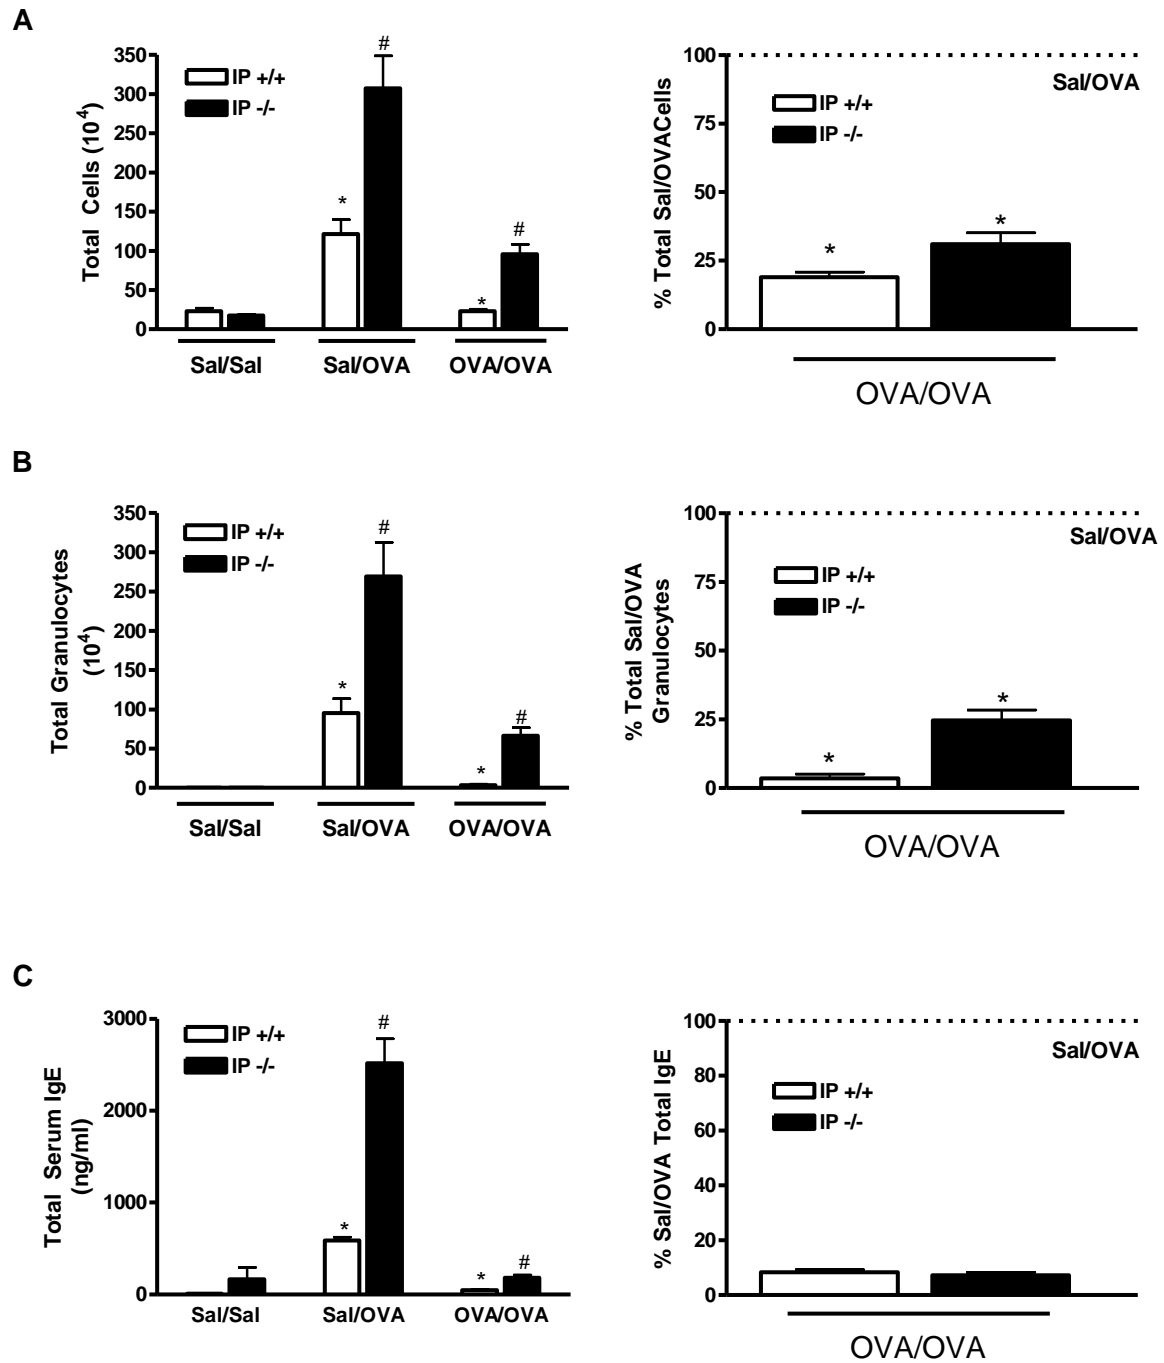 A
Total Cells (10⁴)
350
300
250
200
150
100
50
0
IP +/+
IP -/-
*
#
*
#
Sal/Sal
Sal/OVA
OVA/OVA
% Total Sal/OVACells
100
75
50
25
0
Sal/OVA
IP +/+
IP -/-
*
*
OVA/OVA
B
Total Granulocytes
(10⁴)
350
300
250
200
150
100
50
0
IP +/+
IP -/-
*
#
*
#
Sal/Sal
Sal/OVA
OVA/OVA
% Total Sal/OVA
Granulocytes
100
75
50
25
0
Sal/OVA
IP +/+
IP -/-
*
*
OVA/OVA
C
Total Serum IgE
(ng/ml)
3000
2000
1000
0
IP +/+
IP -/-
*
#
*
#
Sal/Sal
Sal/OVA
OVA/OVA
% Sal/OVA Total IgE
100
80
60
40
20
0
Sal/OVA
IP +/+
IP -/-
OVA/OVA